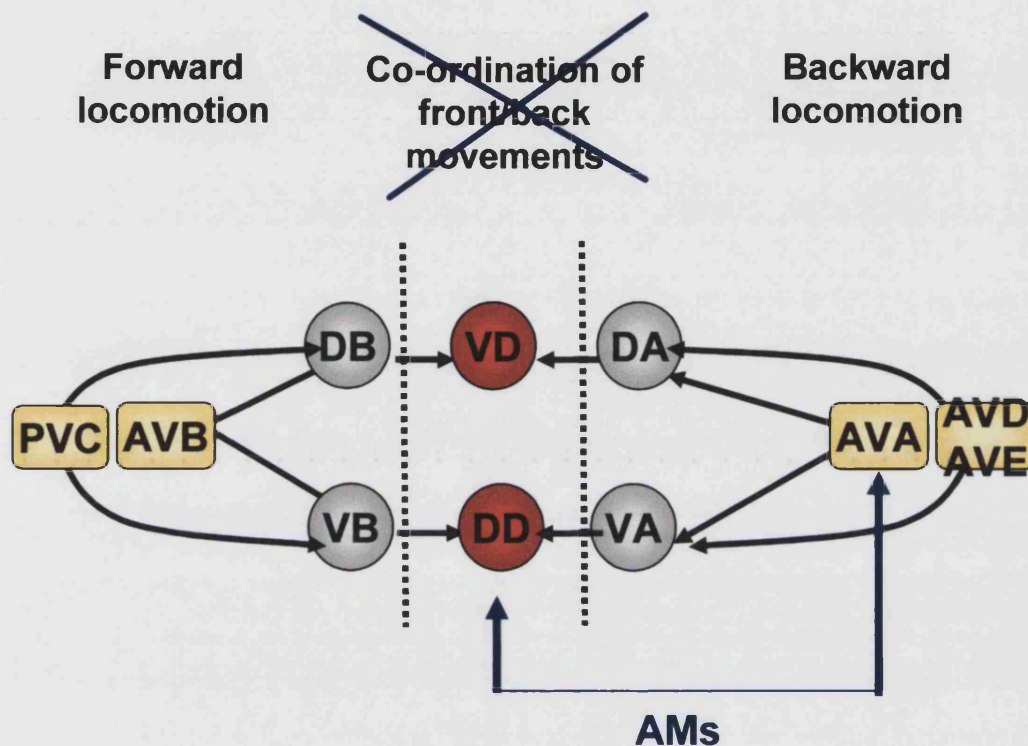 Forward
locomotion
Co-ordination of
front/back
movements
Backward
locomotion
DB
VD
DA
PVC
AVB
AVA
AVD
AVE
VB
DD
VA
AMs